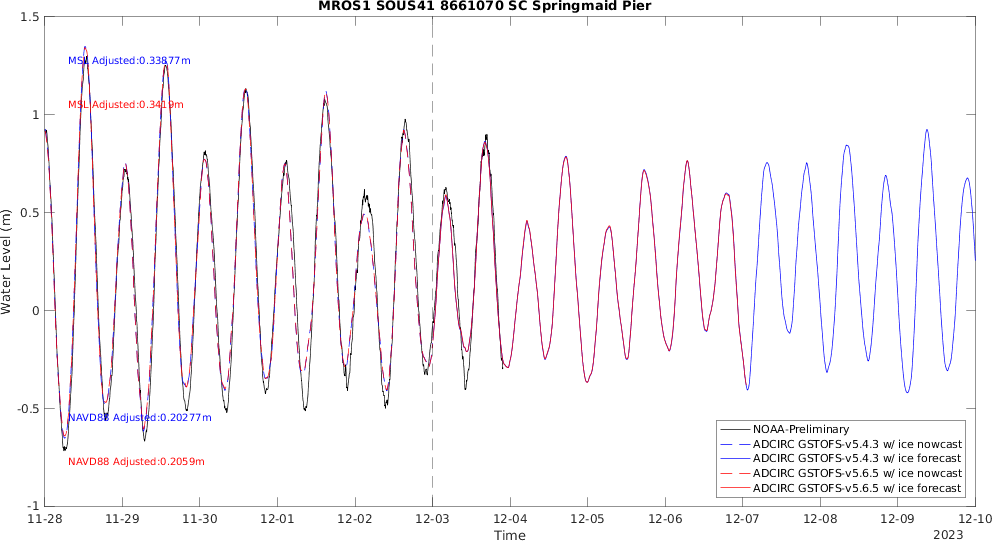 MROS1 SOUS41 8661070 SC Springmaid Pier
1.5
1
0.5
0
-0.5
-1
Water Level (m)
MSL Adjusted:0.33877m
MSL Adjusted:0.3419m
NAVD88 Adjusted:0.20277m
NAVD88 Adjusted:0.2059m
NOAA-Preliminary
ADCIRC GSTOFS-v5.4.3 w/ ice nowcast
ADCIRC GSTOFS-v5.4.3 w/ ice forecast
ADCIRC GSTOFS-v5.6.5 w/ ice nowcast
ADCIRC GSTOFS-v5.6.5 w/ ice forecast
11-28 11-29 11-30 12-01 12-02 12-03 12-04 12-05 12-06 12-07 12-08 12-09 12-10
Time
2023